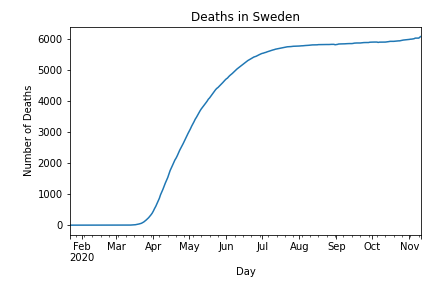 Deaths in Sweden
Number of Deaths
6000
5000
4000
3000
2000
1000
0
Feb Mar Apr May Jun Jul Aug Sep Oct Nov
2020
Day